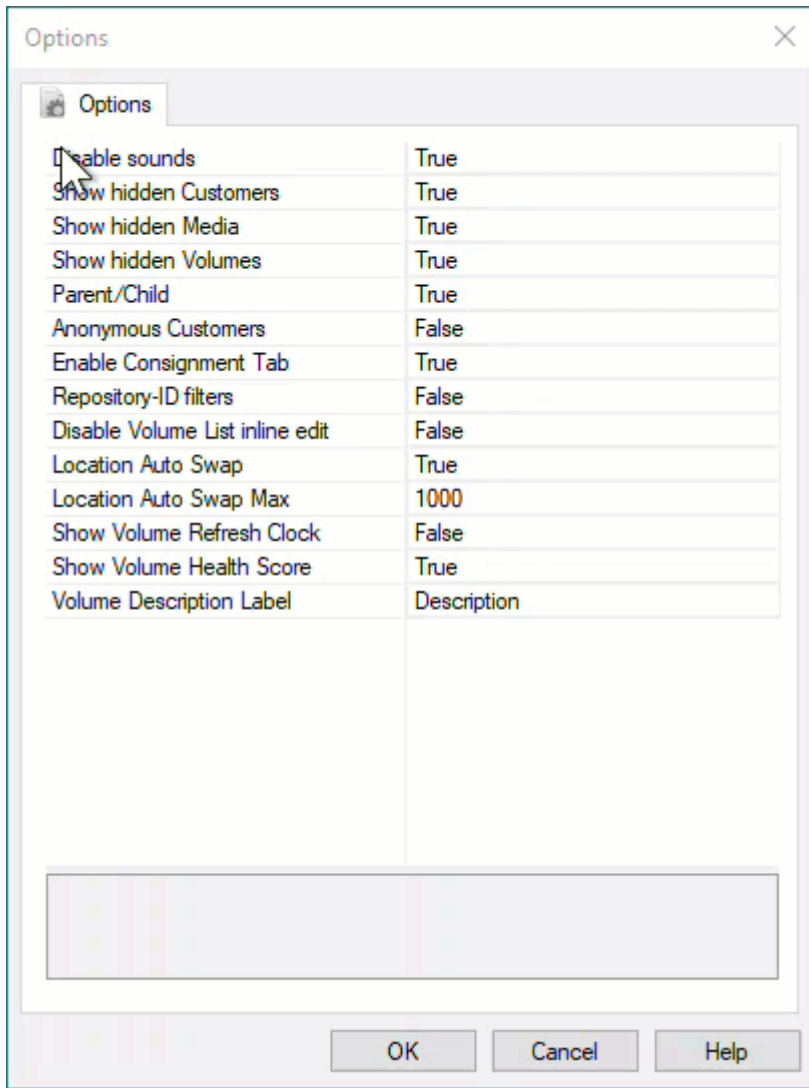 Options
Options
Disable sounds True
Show hidden Customers True
Show hidden Media True
Show hidden Volumes True
Parent/Child True
Anonymous Customers False
Enable Consignment Tab True
Repository-ID filters False
Disable Volume List inline edit False
Location Auto Swap True
Location Auto Swap Max 1000
Show Volume Refresh Clock False
Show Volume Health Score True
Volume Description Label Description
OK Cancel Help